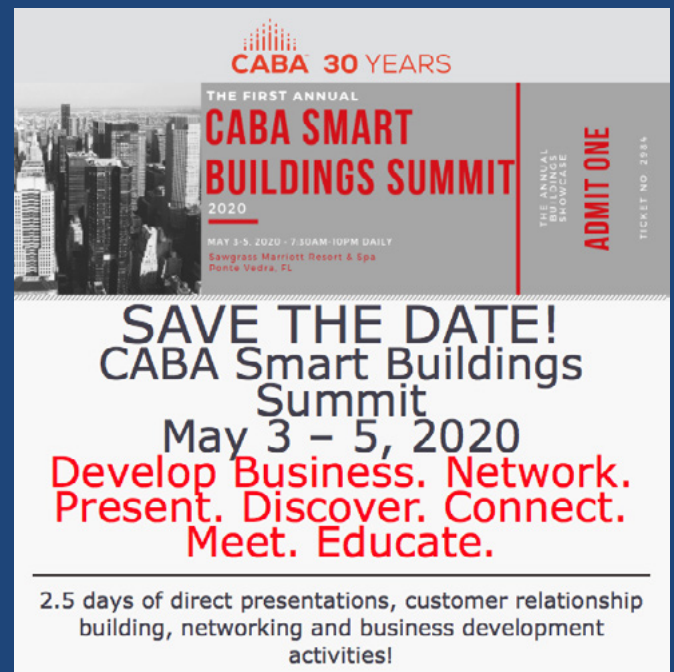 CABA 30 YEARS
THE FIRST ANNUAL
CABA SMART
BUILDINGS SUMMIT
2020
MAY 3-5, 2020 - 7:30AM-10PM DAILY
Sawgrass Marriott Resort & Spa
Ponte Vedra, FL
THE ANNUAL
BUILDINGS
SHOWCASE
ADMIT ONE
TICKET NO 2984
SAVE THE DATE!
CABA Smart Buildings
Summit
May 3 – 5, 2020
Develop Business. Network.
Present. Discover. Connect.
Meet. Educate.
2.5 days of direct presentations, customer relationship
building, networking and business development
activities!